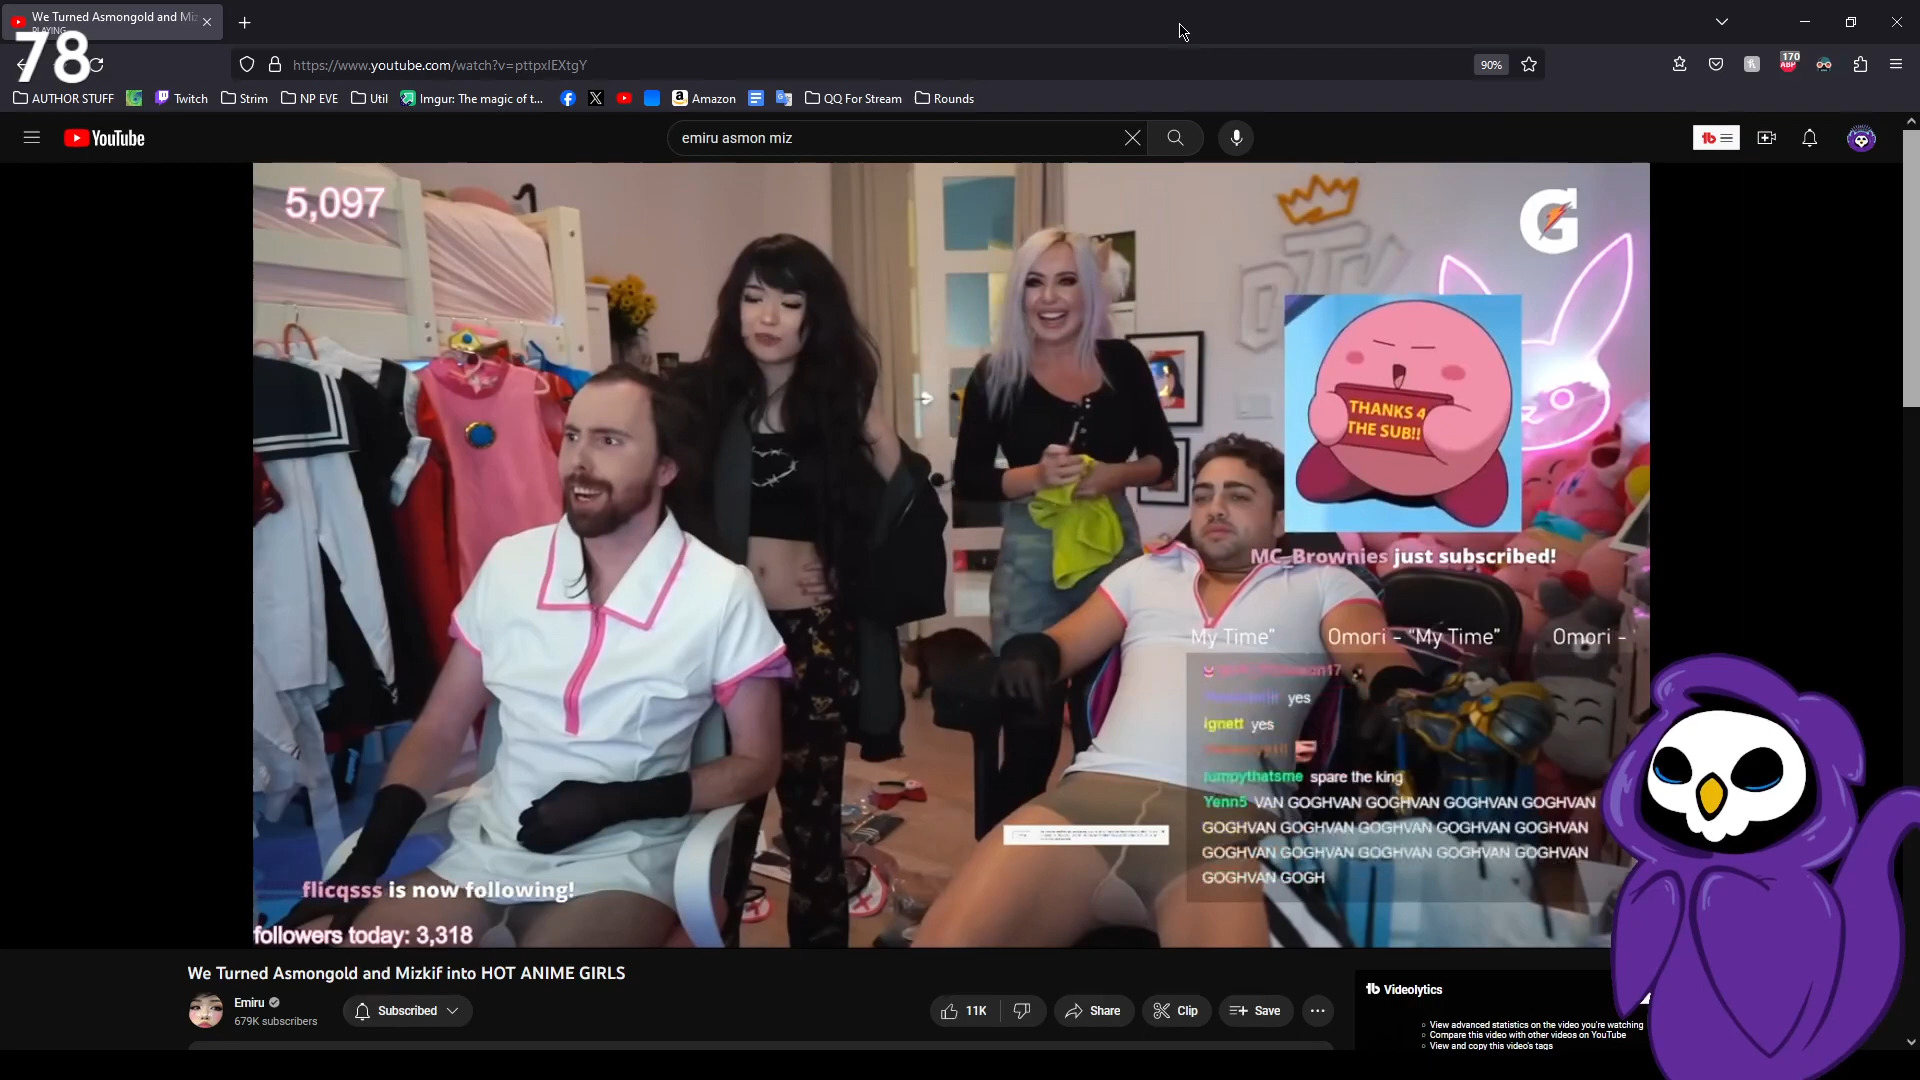 We Turned Asmongold and Miz
PLAYING
78
https://www.youtube.com/watch?v=pttpxIEXtgY
90%
170
ABP
AUTHOR STUFF
Twitch
Strim
NP EVE
Util
Imgur: The magic of t...
Amazon
QQ For Stream
Rounds
YouTube
emiru asmon miz
5,097
G
THANKS 4
THE SUB!!
MC_Brownies just subscribed!
My Time" Omori - "My Time" Omori -
yes
ignett yes
rumpythatsme spare the king
Yenn5 VAN GOGHVAN GOGHVAN GOGHVAN GOGHVAN
GOGHVAN GOGHVAN GOGHVAN GOGHVAN GOGHVAN
GOGHVAN GOGHVAN GOGHVAN GOGHVAN GOGHVAN
GOGHVAN GOGH
flicqsss is now following!
followers today: 3,318
We Turned Asmongold and Mizkif into HOT ANIME GIRLS
Emiru
679K subscribers
Subscribed
11K
Share
Clip
Save
Videolytics
View advanced statistics on the video you're watching
Compare this video with other videos on YouTube
View and copy this video's tags